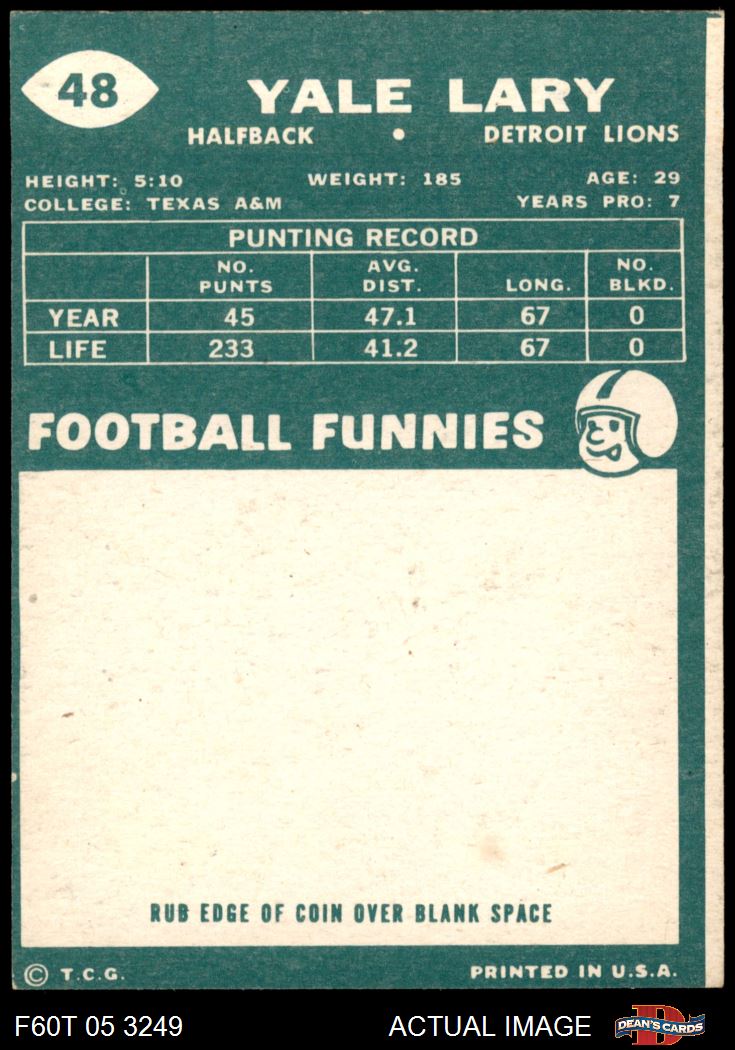 48
YALE LARY
HALFBACK • DETROIT LIONS
HEIGHT: 5:10 WEIGHT: 185 AGE: 29
COLLEGE: TEXAS A&M YEARS PRO: 7
PUNTING RECORD
NO. PUNTS AVG. DIST. LONG. NO. BLKD.
YEAR 45 47.1 67 0
LIFE 233 41.2 67 0
FOOTBALL FUNNIES
RUB EDGE OF COIN OVER BLANK SPACE
© T.C.G. PRINTED IN U.S.A.
F60T 05 3249 ACTUAL IMAGE D DEAN'S CARDS